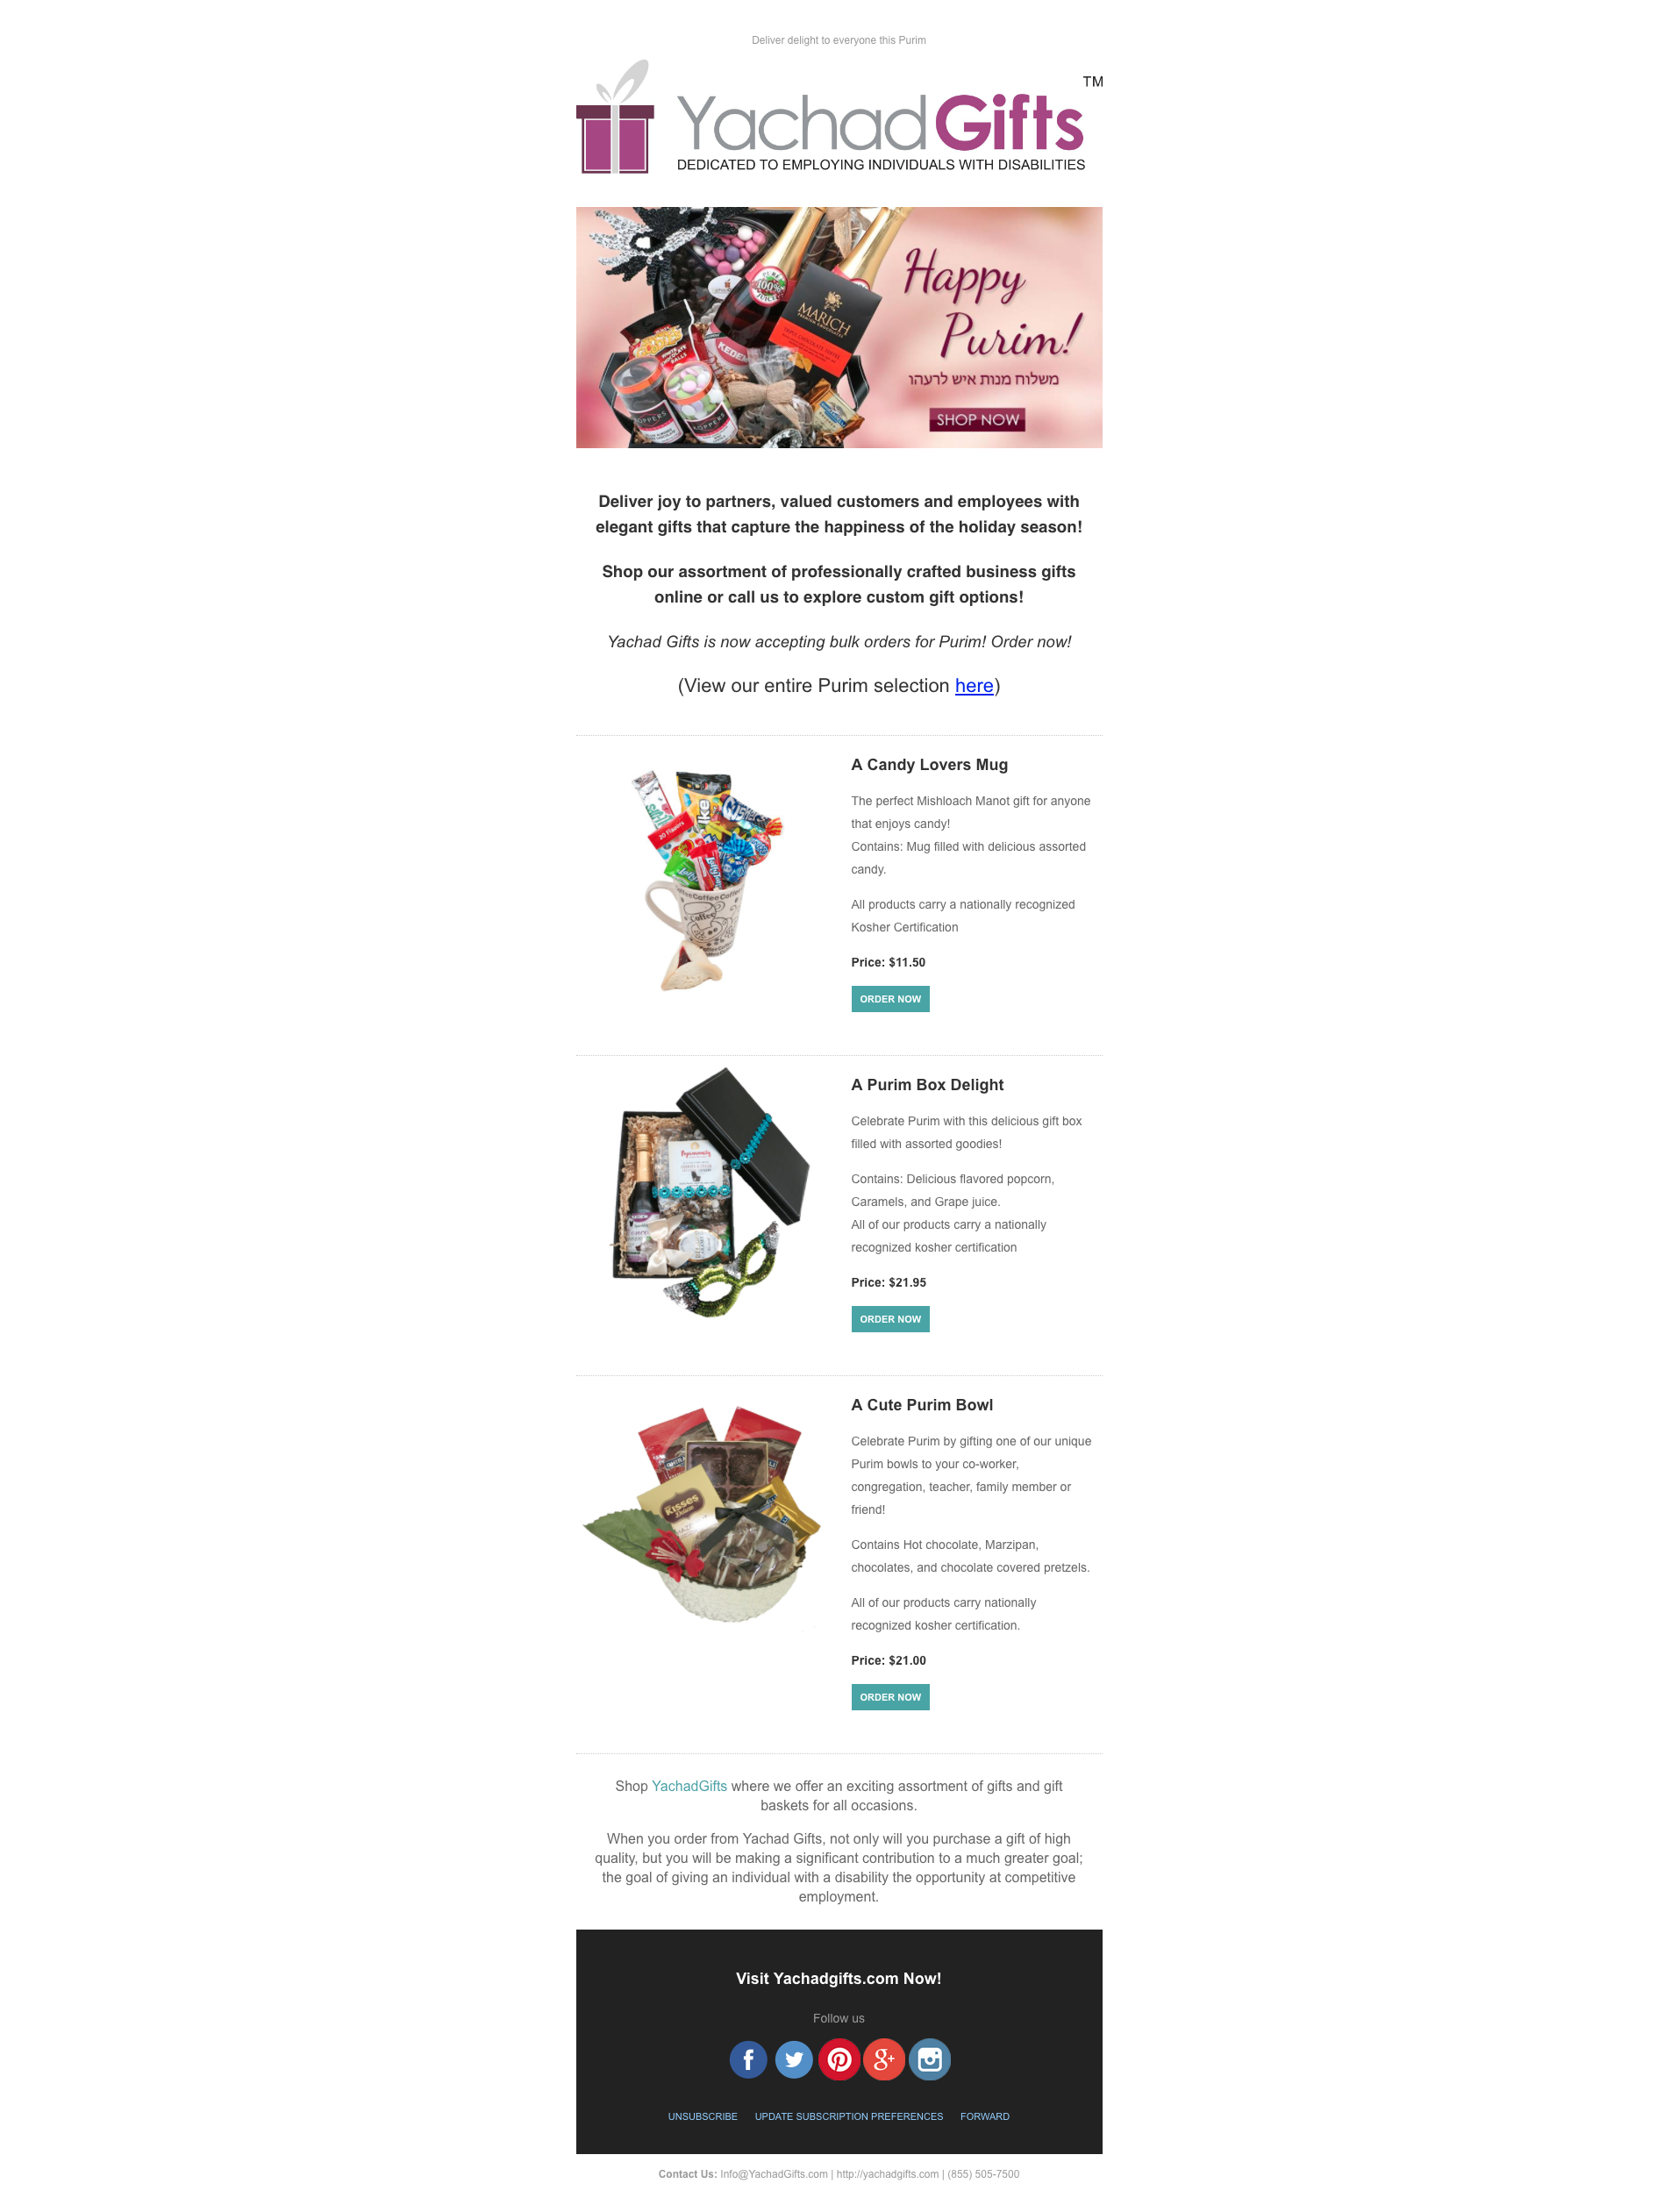 Deliver delight to everyone this Purim
TM
YachadGifts
DEDICATED TO EMPLOYING INDIVIDUALS WITH DISABILITIES
100%
MARICH
KEDEM
Happy
Purim!
משלוח מנות איש לרעהו
SHOP NOW
Deliver joy to partners, valued customers and employees with
elegant gifts that capture the happiness of the holiday season!
Shop our assortment of professionally crafted business gifts
online or call us to explore custom gift options!
Yachad Gifts is now accepting bulk orders for Purim! Order now!
(View our entire Purim selection here)
20 Flavors
Coffee
A Candy Lovers Mug
The perfect Mishloach Manot gift for anyone
that enjoys candy!
Contains: Mug filled with delicious assorted
candy.
All products carry a nationally recognized
Kosher Certification
Price: $11.50
ORDER NOW
A Purim Box Delight
Celebrate Purim with this delicious gift box
filled with assorted goodies!
Contains: Delicious flavored popcorn,
Caramels, and Grape juice.
All of our products carry a nationally
recognized kosher certification
Price: $21.95
ORDER NOW
Kisses
A Cute Purim Bowl
Celebrate Purim by gifting one of our unique
Purim bowls to your co-worker,
congregation, teacher, family member or
friend!
Contains Hot chocolate, Marzipan,
chocolates, and chocolate covered pretzels.
All of our products carry nationally
recognized kosher certification.
Price: $21.00
ORDER NOW
Shop YachadGifts where we offer an exciting assortment of gifts and gift
baskets for all occasions.
When you order from Yachad Gifts, not only will you purchase a gift of high
quality, but you will be making a significant contribution to a much greater goal;
the goal of giving an individual with a disability the opportunity at competitive
employment.
Visit Yachadgifts.com Now!
Follow us
UNSUBSCRIBE UPDATE SUBSCRIPTION PREFERENCES FORWARD
Contact Us: Info@YachadGifts.com | http://yachadgifts.com | (855) 505-7500